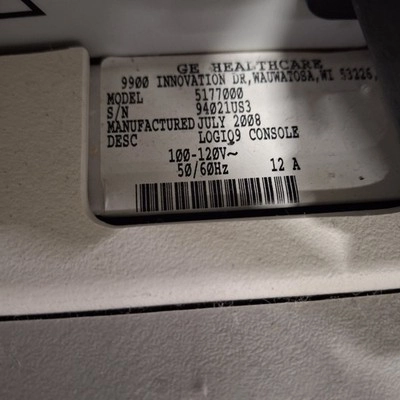 GE HEALTHCARE
9900 INNOVATION DR,WAUWATOSA,WI 53226,
MODEL 5177000
S/N 94021US3
MANUFACTURED JULY 2008
DESC LOGIQ9 CONSOLE
100-120V~
50/60Hz 12 A